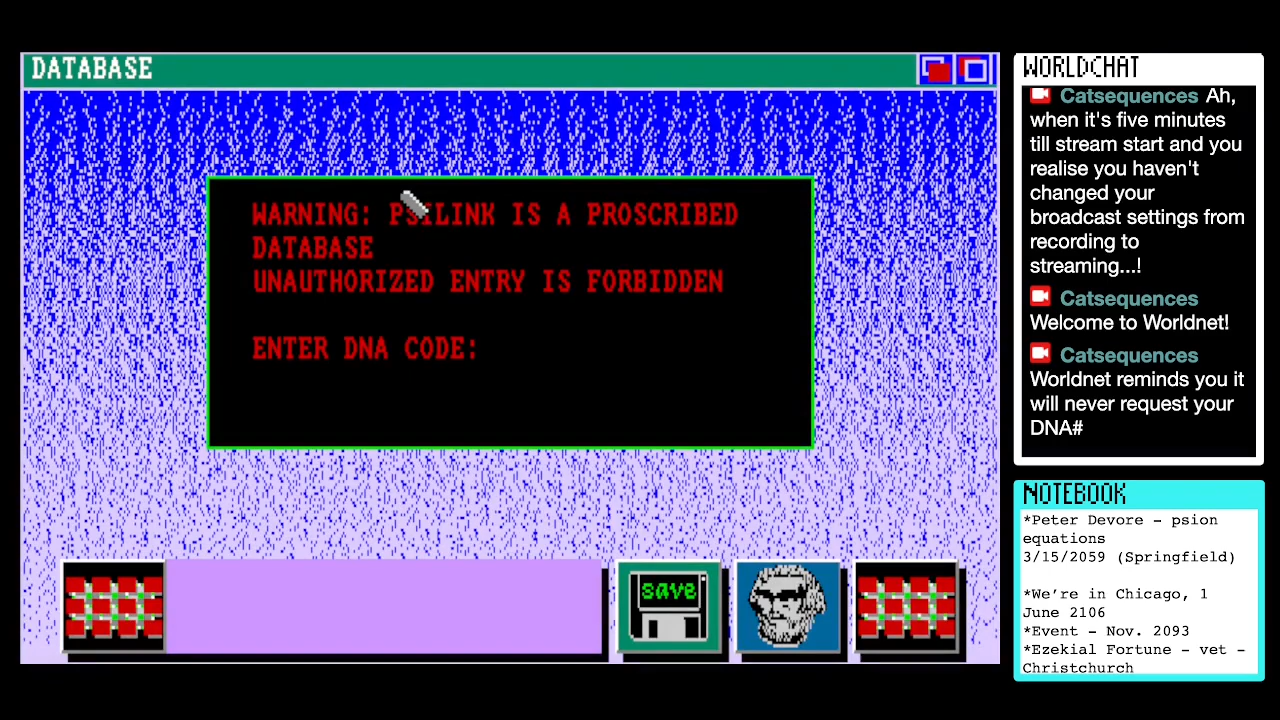 DATABASE
WARNING: PSILINK IS A PROSCRIBED
DATABASE
UNAUTHORIZED ENTRY IS FORBIDDEN
ENTER DNA CODE:
save
WORLDCHAT
Catsequences Ah,
when it's five minutes
till stream start and you
realise you haven't
changed your
broadcast settings from
recording to
streaming...!
Catsequences
Welcome to Worldnet!
Catsequences
Worldnet reminds you it
will never request your
DNA#
NOTEBOOK
*Peter Devore - psion
equations
3/15/2059 (Springfield)
*We're in Chicago, 1
June 2106
*Event - Nov. 2093
*Ezekial Fortune - vet -
Christchurch